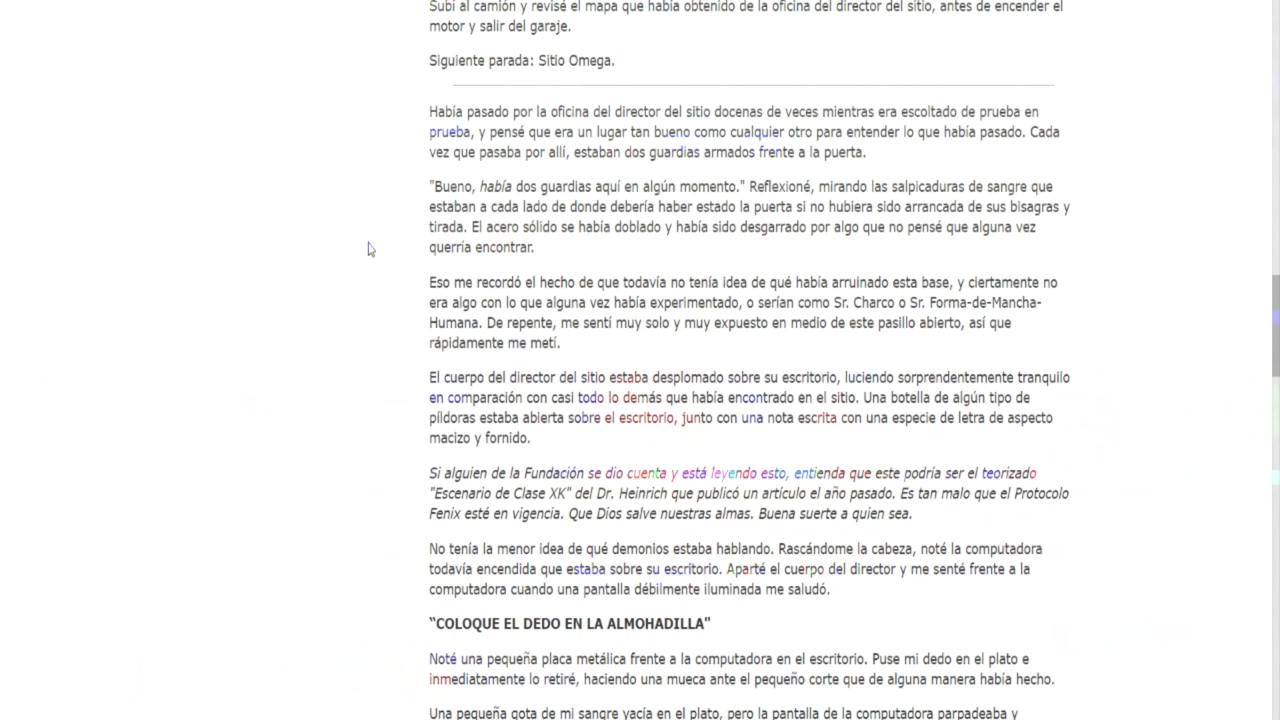 Subí al camión y revisé el mapa que había obtenido de la oficina del director del sitio, antes de encender el
motor y salir del garaje.
Siguiente parada: Sitio Omega.
Había pasado por la oficina del director del sitio docenas de veces mientras era escoltado de prueba en
prueba, y pensé que era un lugar tan bueno como cualquier otro para entender lo que había pasado. Cada
vez que pasaba por allí, estaban dos guardias armados frente a la puerta.
"Bueno, había dos guardias aquí en algún momento." Reflexioné, mirando las salpicaduras de sangre que
estaban a cada lado de donde debería haber estado la puerta si no hubiera sido arrancada de sus bisagras y
tirada. El acero sólido se había doblado y había sido desgarrado por algo que no pensé que alguna vez
querría encontrar.
Eso me recordó el hecho de que todavía no tenía idea de qué había arruinado esta base, y ciertamente no
era algo con lo que alguna vez había experimentado, o serían como Sr. Charco o Sr. Forma-de-Mancha-
Humana. De repente, me sentí muy solo y muy expuesto en medio de este pasillo abierto, así que
rápidamente me metí.
El cuerpo del director del sitio estaba desplomado sobre su escritorio, luciendo sorprendentemente tranquilo
en comparación con casi todo lo demás que había encontrado en el sitio. Una botella de algún tipo de
píldoras estaba abierta sobre el escritorio, junto con una nota escrita con una especie de letra de aspecto
macizo y fornido.
Si alguien de la Fundación se dio cuenta y está leyendo esto, entienda que este podría ser el teorizado
"Escenario de Clase XK" del Dr. Heinrich que publicó un artículo el año pasado. Es tan malo que el Protocolo
Fenix esté en vigencia. Que Dios salve nuestras almas. Buena suerte a quien sea.
No tenía la menor idea de qué demonios estaba hablando. Rascándome la cabeza, noté la computadora
todavía encendida que estaba sobre su escritorio. Aparté el cuerpo del director y me senté frente a la
computadora cuando una pantalla débilmente iluminada me saludó.
"COLOQUE EL DEDO EN LA ALMOHADILLA"
Noté una pequeña placa metálica frente a la computadora en el escritorio. Puse mi dedo en el plato e
inmediatamente lo retiré, haciendo una mueca ante el pequeño corte que de alguna manera había hecho.
Una pequeña gota de mi sangre yacía en el plato, pero la pantalla de la computadora parpadeaba y